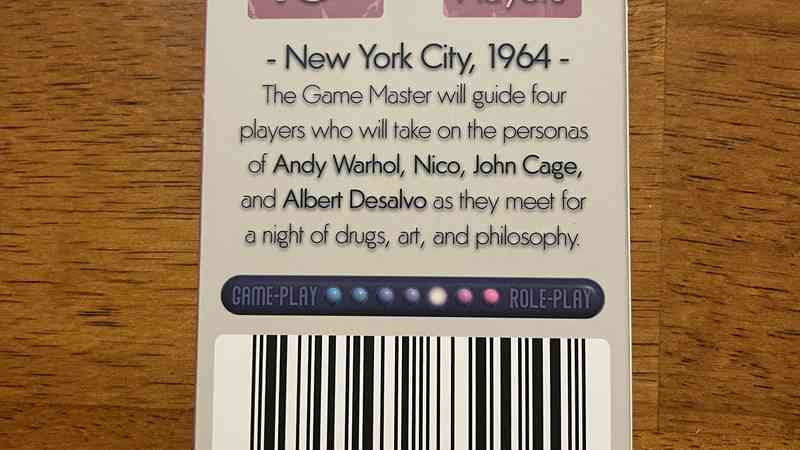 Players
- New York City, 1964 -
The Game Master will guide four
players who will take on the personas
of Andy Warhol, Nico, John Cage,
and Albert Desalvo as they meet for
a night of drugs, art, and philosophy.
GAME-PLAY ROLE-PLAY